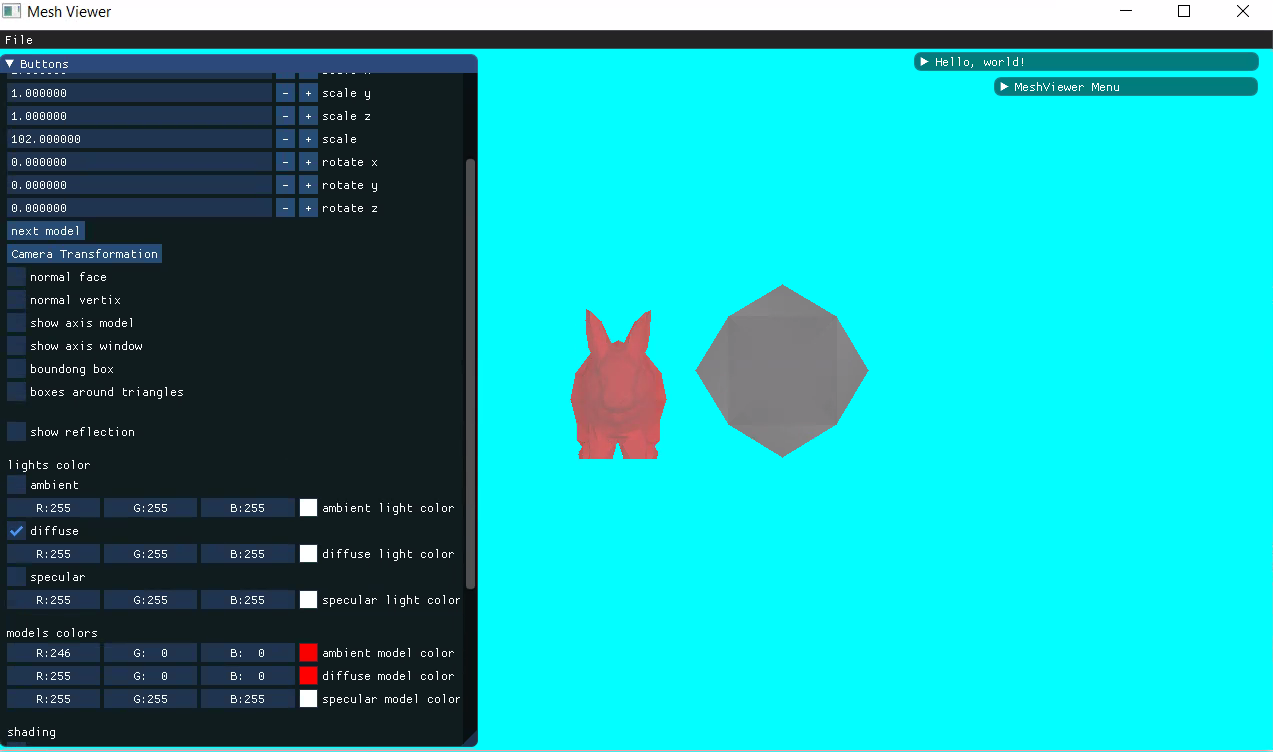 Mesh Viewer
File
Buttons
Hello, world!
MeshViewer Menu
1.000000 - + scale y
1.000000 - + scale z
102.000000 - + scale
0.000000 - + rotate x
0.000000 - + rotate y
0.000000 - + rotate z
next model
Camera Transformation
normal face
normal vertix
show axis model
show axis window
boundong box
boxes around triangles
show reflection
lights color
ambient
R:255 G:255 B:255 ambient light color
diffuse
R:255 G:255 B:255 diffuse light color
specular
R:255 G:255 B:255 specular light color
models colors
R:246 G: 0 B: 0 ambient model color
R:255 G: 0 B: 0 diffuse model color
R:255 G:255 B:255 specular model color
shading